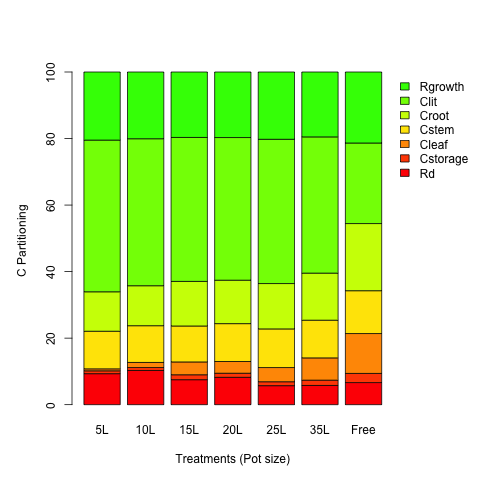 100
80
60
40
20
0
C Partitioning
5L 10L 15L 20L 25L 35L Free
Treatments (Pot size)
Rgrowth
Clit
Croot
Cstem
Cleaf
Cstorage
Rd